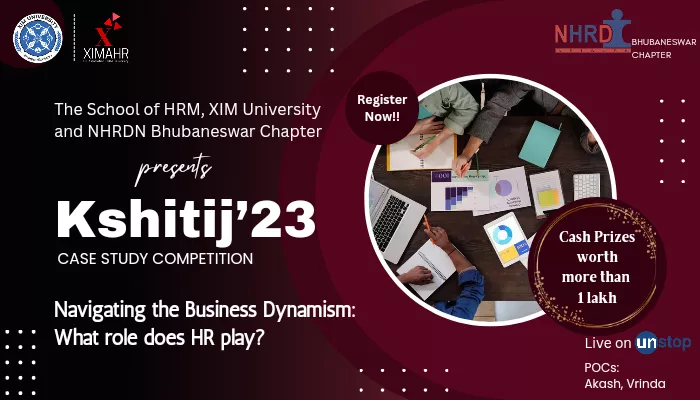 XIM UNIVERSITY
XIMAHR
NHRD
BHUBANESWAR
CHAPTER
Register
Now!!
The School of HRM, XIM University
and NHRDN Bhubaneswar Chapter
presents
Kshitij’23
CASE STUDY COMPETITION
Navigating the Business Dynamism:
What role does HR play?
Cash Prizes
worth
more than
1 lakh
Live on unstop
POCs:
Akash, Vrinda